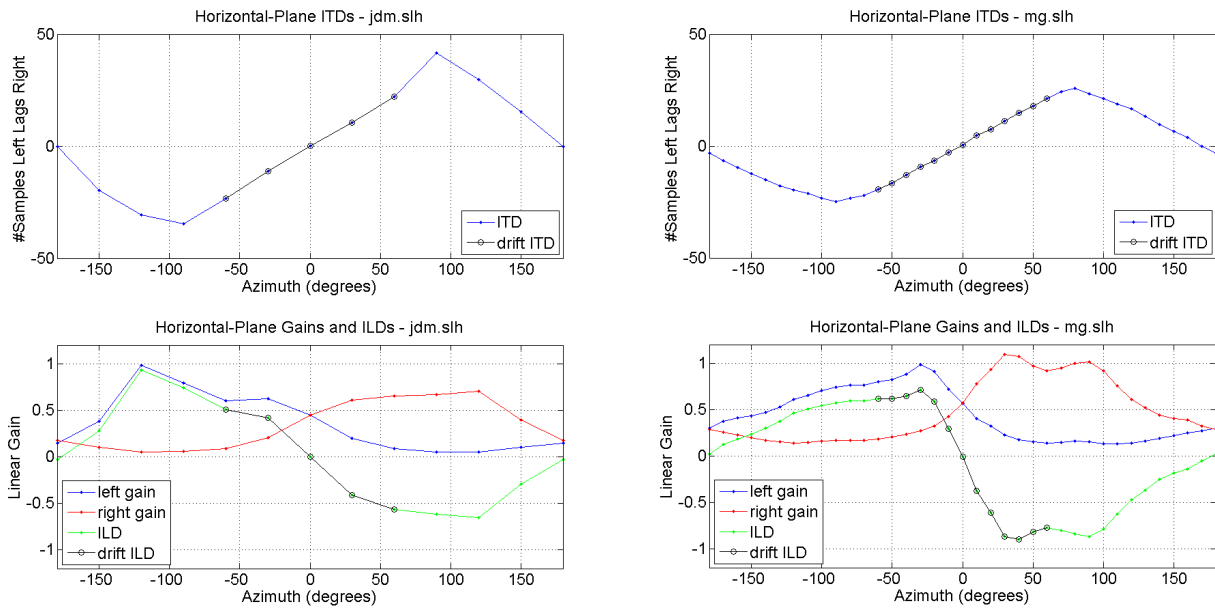 Horizontal-Plane ITDs - jdm.slh
50
0
-50
#Samples Left Lags Right
ITD
drift ITD
-150 -100 -50 0 50 100 150
Azimuth (degrees)
Horizontal-Plane ITDs - mg.slh
50
0
-50
#Samples Left Lags Right
ITD
drift ITD
-150 -100 -50 0 50 100 150
Azimuth (degrees)
Horizontal-Plane Gains and ILDs - jdm.slh
1
0.5
0
-0.5
-1
Linear Gain
left gain
right gain
ILD
drift ILD
-150 -100 -50 0 50 100 150
Azimuth (degrees)
Horizontal-Plane Gains and ILDs - mg.slh
1
0.5
0
-0.5
-1
Linear Gain
left gain
right gain
ILD
drift ILD
-150 -100 -50 0 50 100 150
Azimuth (degrees)